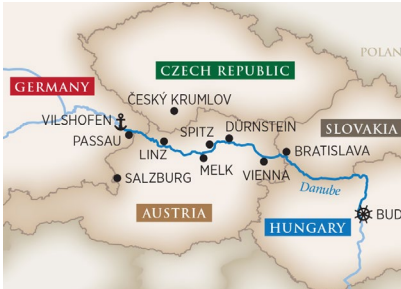 POLAN
CZECH REPUBLIC
GERMANY
ČESKÝ KRUMLOV
VILSHOFEN
PASSAU
LINZ
SPITZ
DÜRNSTEIN
SLOVAKIA
MELK
VIENNA
BRATISLAVA
SALZBURG
Danube
AUSTRIA
HUNGARY
BUD